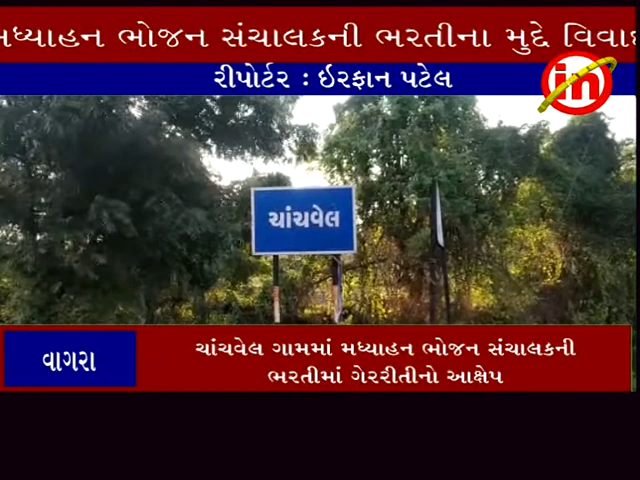 મધ્યાહન ભોજન સંચાલકની ભરતીના મુદ્દે
રીપોર્ટર : ઈરફાન પટેલ
in
ચાંચવેલ
વાગરા
ચાંચવેલ ગામમાં મધ્યાહન ભોજન સંચાલકની
ભરતીમાં ગેરરીતીનો આક્ષેપ